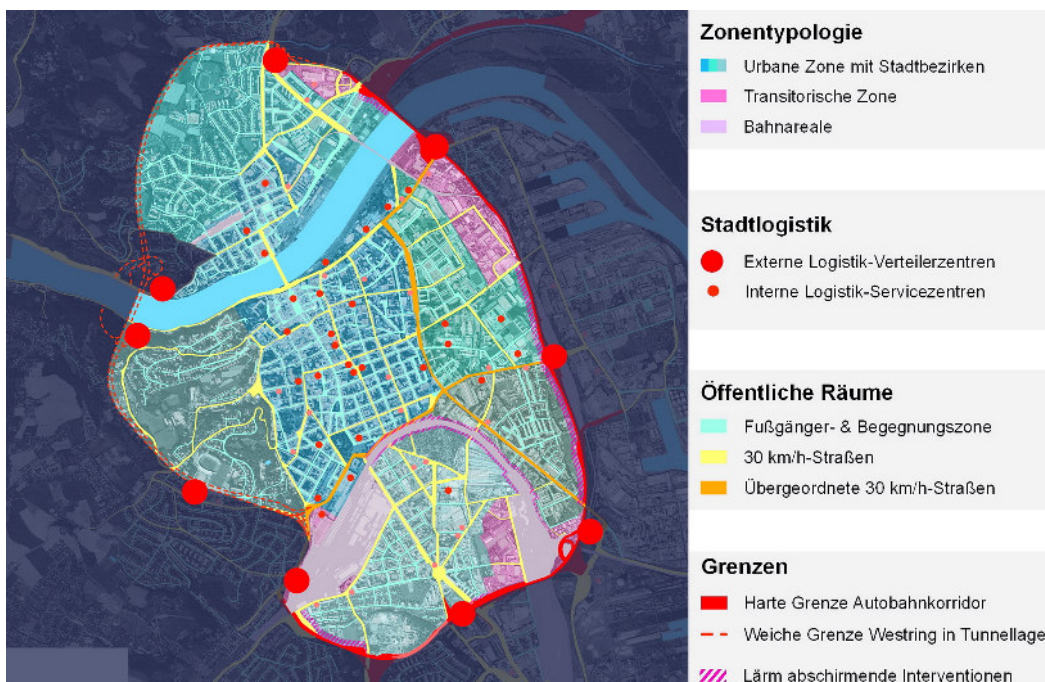 Zonentypologie
Urbane Zone mit Stadtbezirken
Transitorische Zone
Bahnareale
Stadtlogistik
Externe Logistik-Verteilerzentren
Interne Logistik-Servicezentren
Öffentliche Räume
Fußgänger- & Begegnungszone
30 km/h-Straßen
Übergeordnete 30 km/h-Straßen
Grenzen
Harte Grenze Autobahnkorridor
Weiche Grenze Westring in Tunnellage
Lärm abschirmende Interventionen